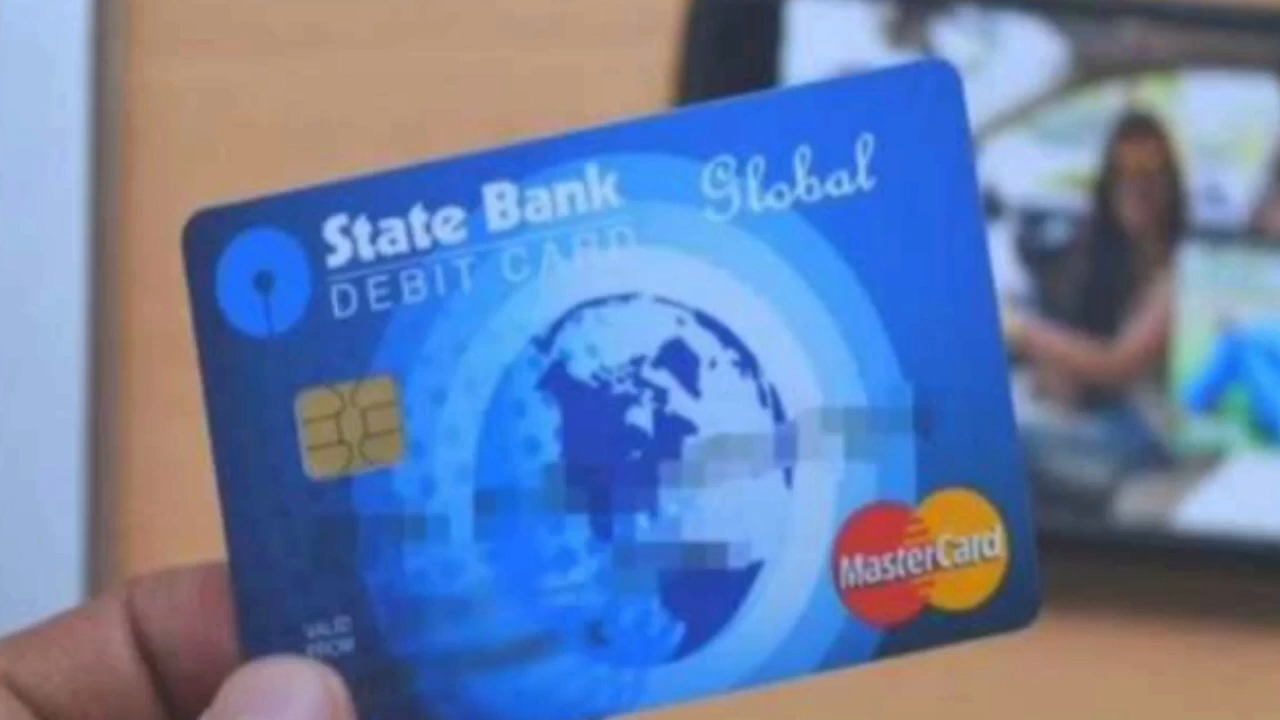 State Bank Global
DEBIT CARD
MasterCard
VALID
FROM